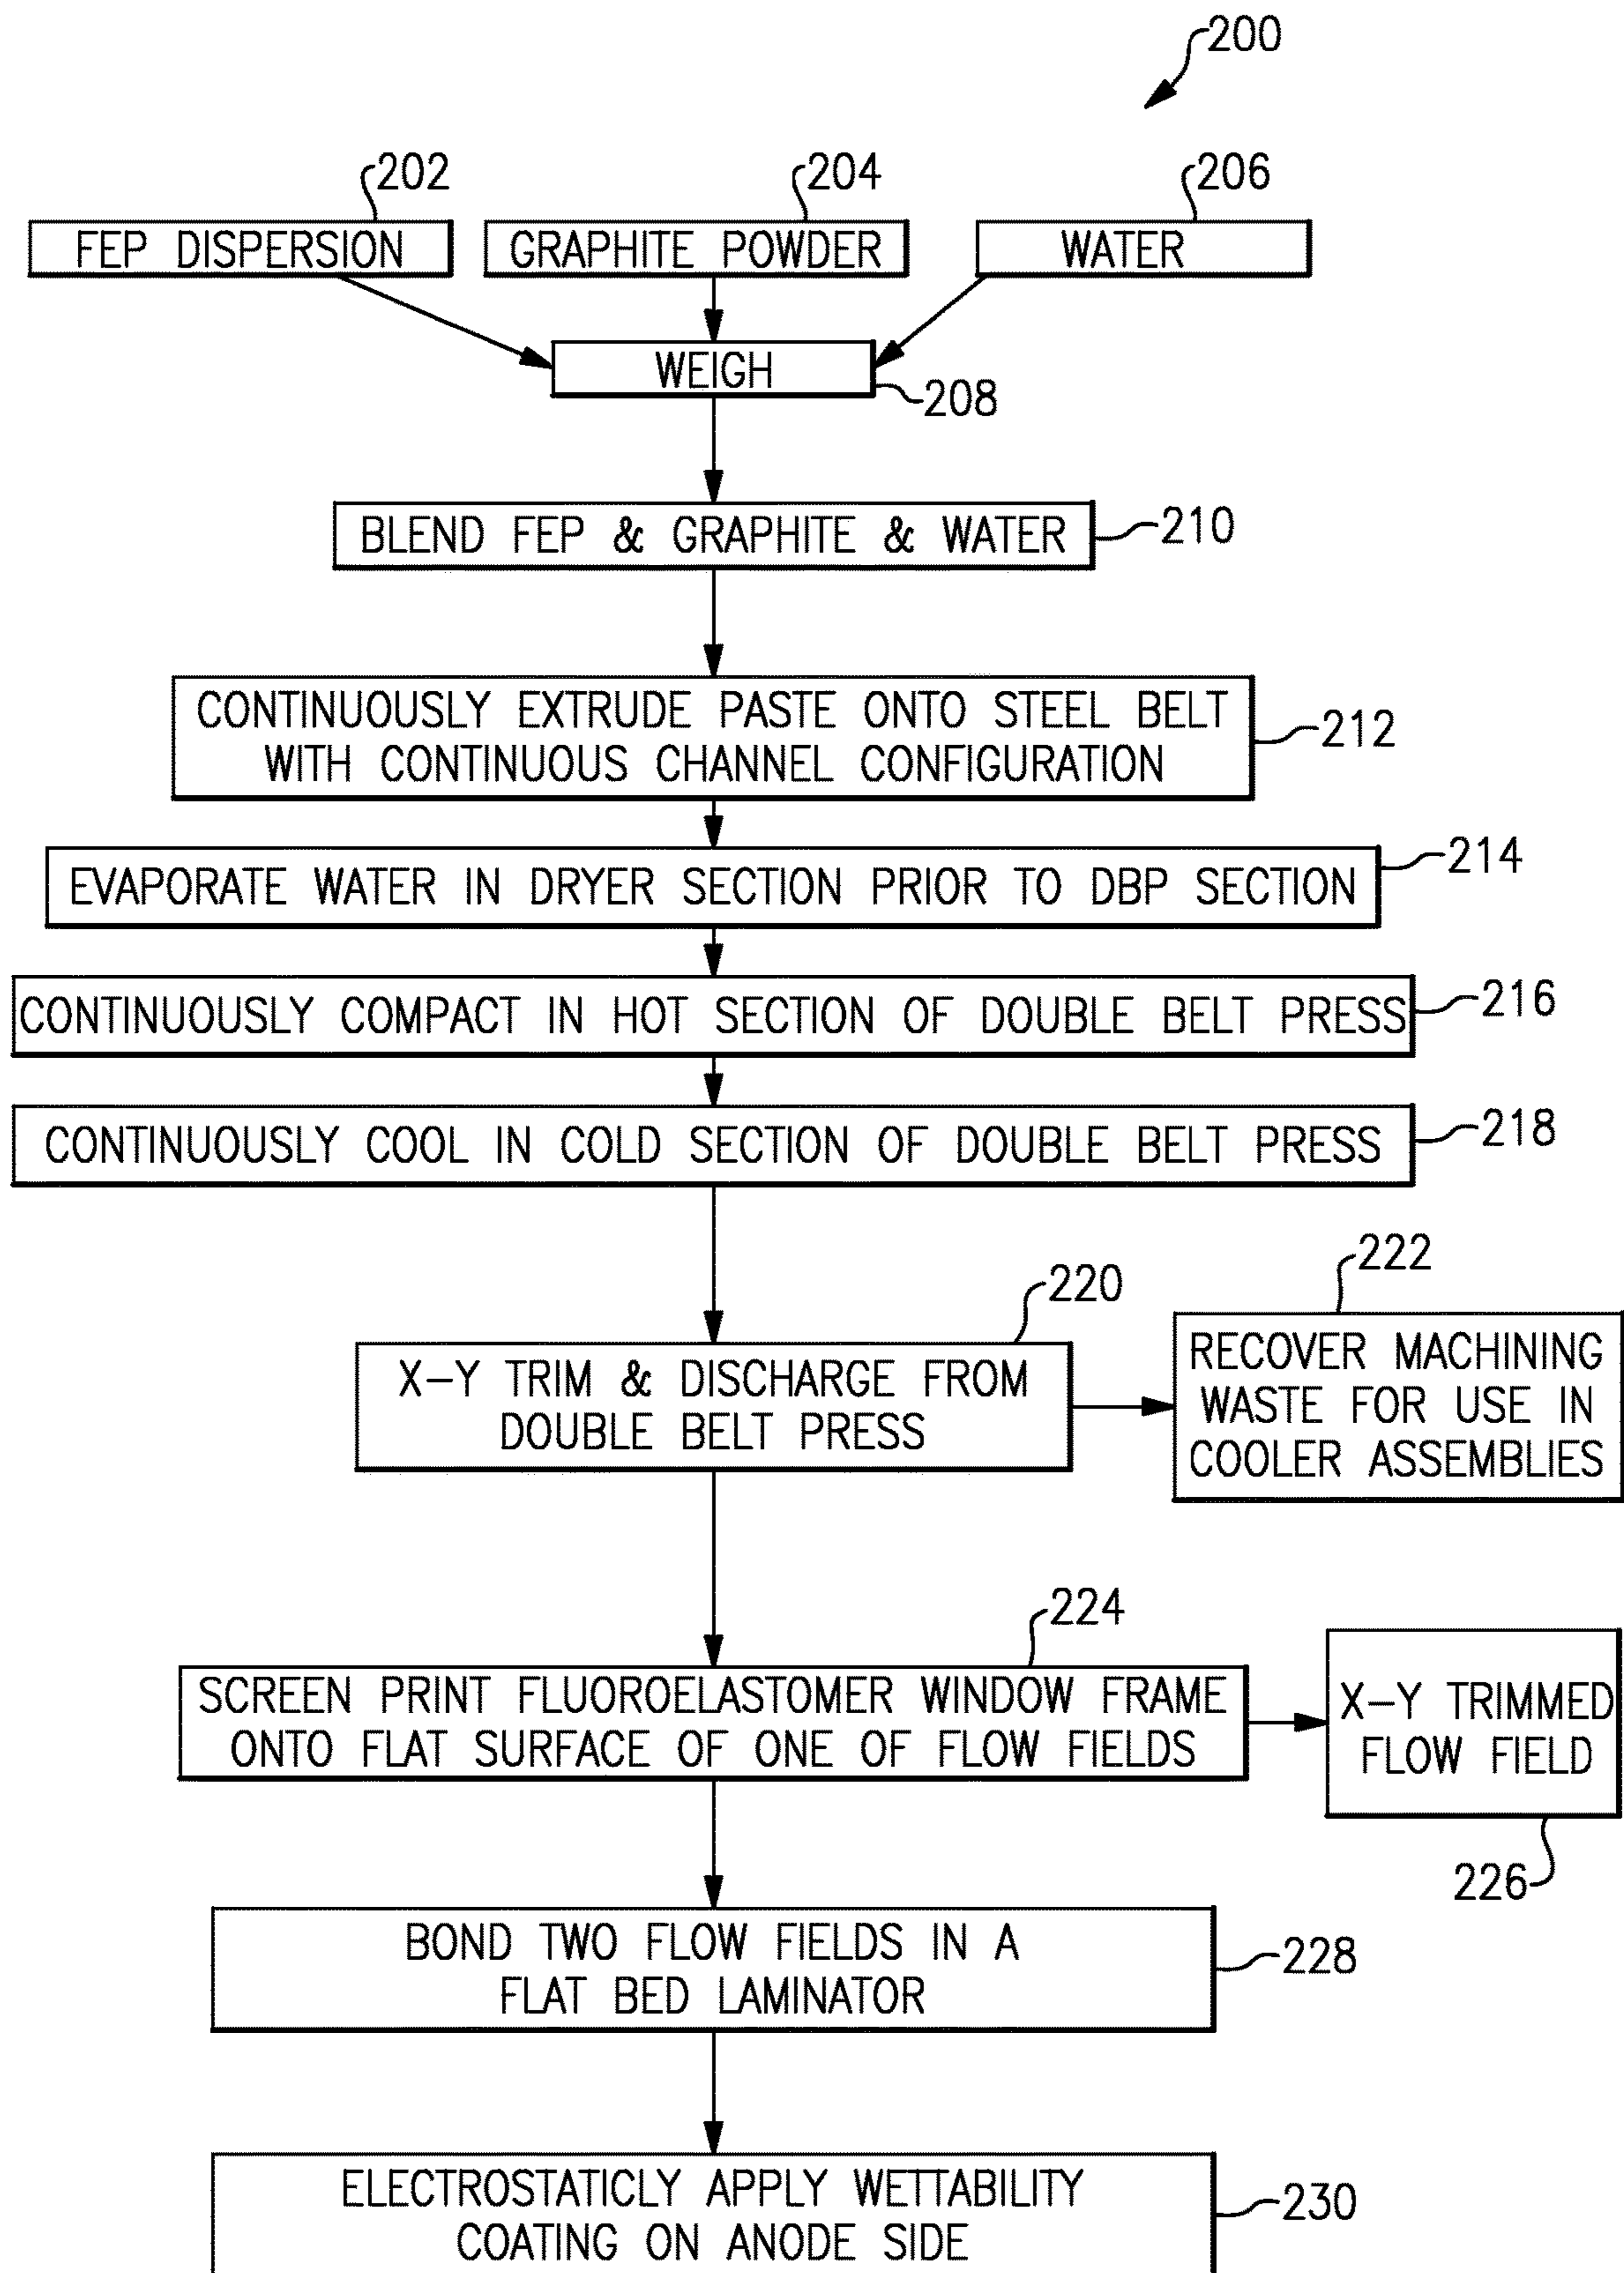 200
202
204
206
FEP DISPERSION
GRAPHITE POWDER
WATER
WEIGH
208
BLEND FEP & GRAPHITE & WATER
210
CONTINUOUSLY EXTRUDE PASTE ONTO STEEL BELT
WITH CONTINUOUS CHANNEL CONFIGURATION
212
EVAPORATE WATER IN DRYER SECTION PRIOR TO DBP SECTION
214
CONTINUOUSLY COMPACT IN HOT SECTION OF DOUBLE BELT PRESS
216
CONTINUOUSLY COOL IN COLD SECTION OF DOUBLE BELT PRESS
218
220
X-Y TRIM & DISCHARGE FROM
DOUBLE BELT PRESS
222
RECOVER MACHINING
WASTE FOR USE IN
COOLER ASSEMBLIES
224
SCREEN PRINT FLUOROELASTOMER WINDOW FRAME
ONTO FLAT SURFACE OF ONE OF FLOW FIELDS
X-Y TRIMMED
FLOW FIELD
226
BOND TWO FLOW FIELDS IN A
FLAT BED LAMINATOR
228
ELECTROSTATICLY APPLY WETTABILITY
COATING ON ANODE SIDE
230